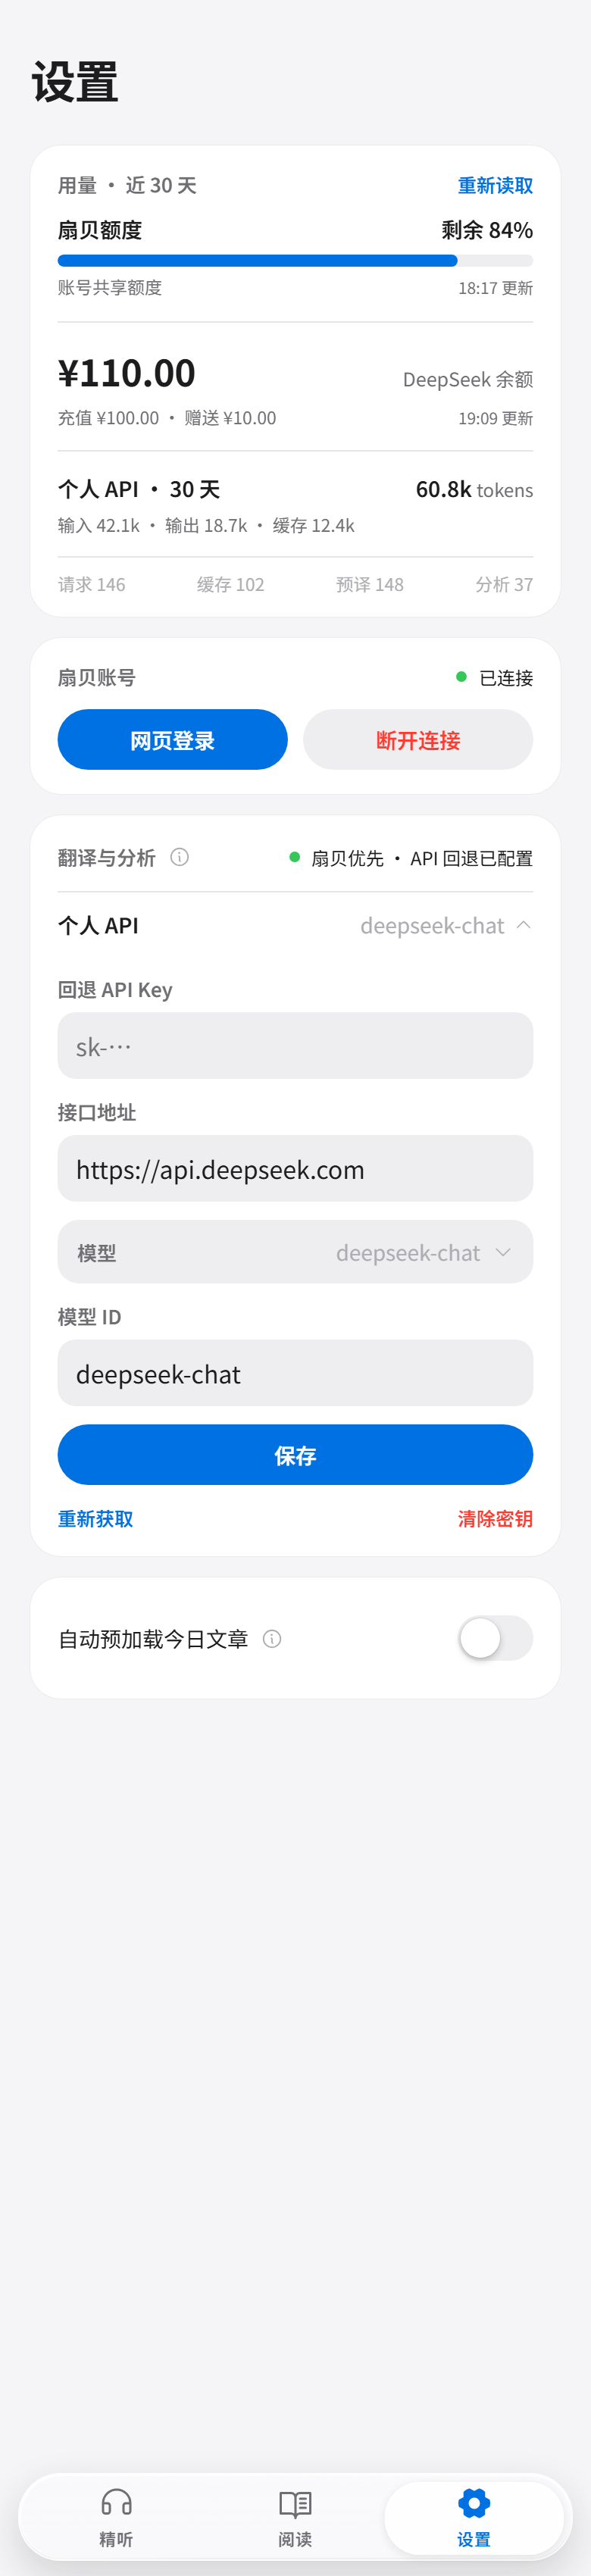 设置
用量 · 近 30 天 重新读取
扇贝额度 剩余 84%
账号共享额度 18:17 更新
¥110.00 DeepSeek 余额
充值 ¥100.00 · 赠送 ¥10.00 19:09 更新
个人 API · 30 天 60.8k tokens
输入 42.1k · 输出 18.7k · 缓存 12.4k
请求 146 缓存 102 预译 148 分析 37
扇贝账号 已连接
网页登录 断开连接
翻译与分析 扇贝优先 · API 回退已配置
个人 API deepseek-chat
回退 API Key
sk-···
接口地址
https://api.deepseek.com
模型 deepseek-chat
模型 ID
deepseek-chat
保存
重新获取 清除密钥
自动预加载今日文章
精听 阅读 设置